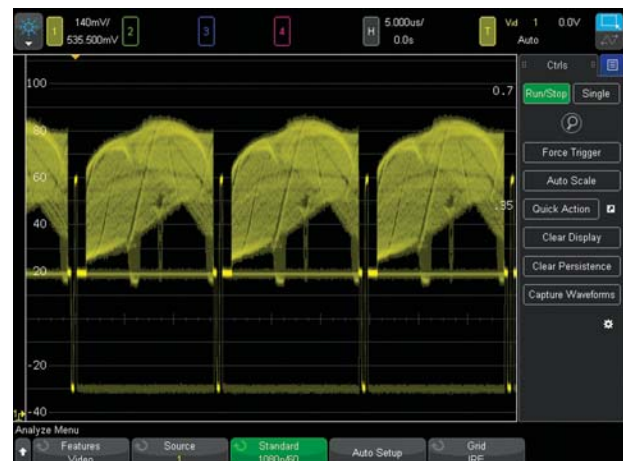 1 140mV/ 535.500mV 2 3 4 H 5.000us/ 0.0s T Vid 1 0.0V Auto
Ctrls
100
0.7
Run/Stop Single
80
Force Trigger
60
Auto Scale
.35
Quick Action
40
Clear Display
20
Clear Persistence
Capture Waveforms
-20
-40
Analyze Menu
Features Video
Source 1
Standard 1080p/60
Auto Setup
Grid IRE